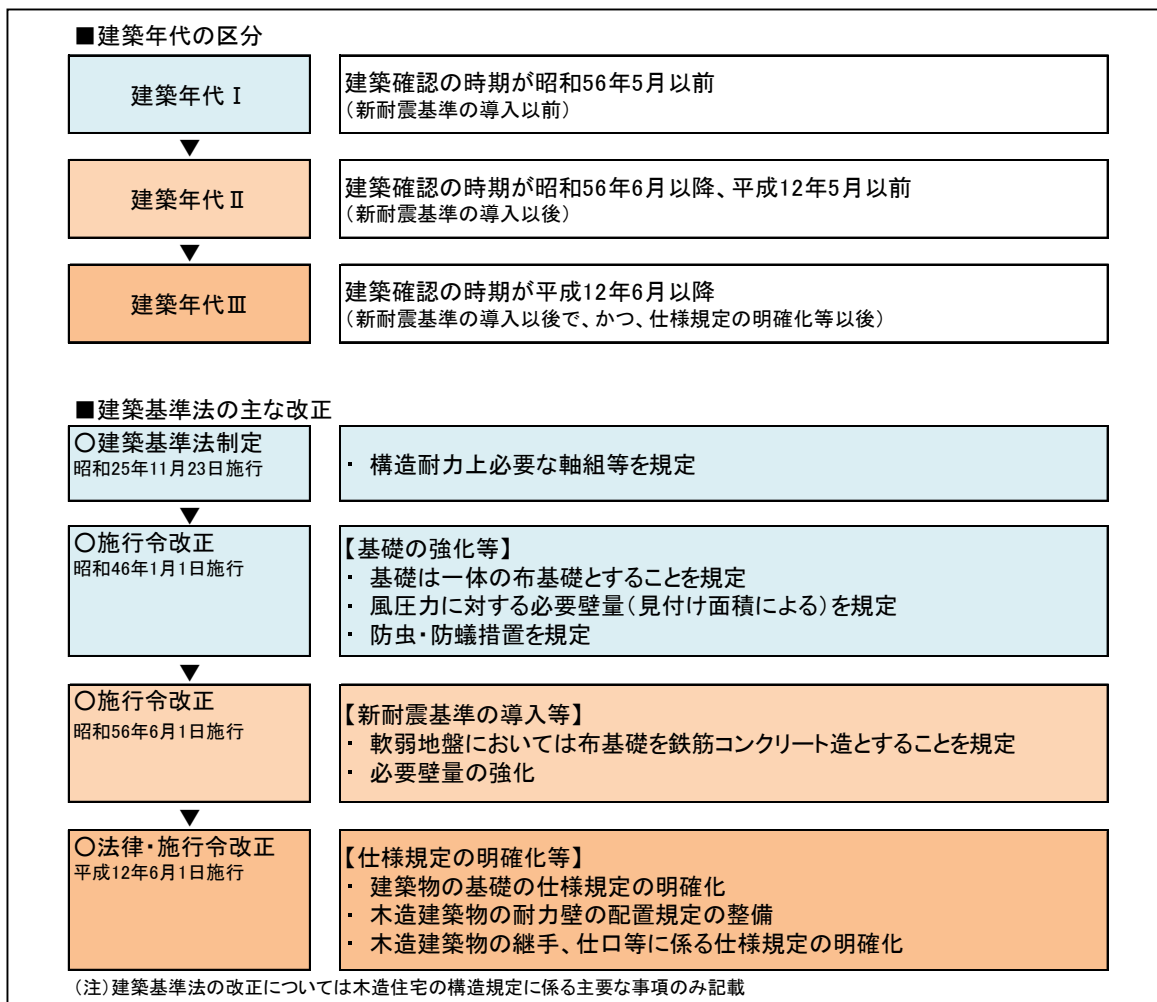 ■建築年代の区分
建築年代Ⅰ
建築確認の時期が昭和56年5月以前
（新耐震基準の導入以前）
▼
建築年代Ⅱ
建築確認の時期が昭和56年6月以降、平成12年5月以前
（新耐震基準の導入以後）
▼
建築年代Ⅲ
建築確認の時期が平成12年6月以降
（新耐震基準の導入以後で、かつ、仕様規定の明確化等以後）
■建築基準法の主な改正
○建築基準法制定
昭和25年11月23日施行
・ 構造耐力上必要な軸組等を規定
▼
○施行令改正
昭和46年1月1日施行
【基礎の強化等】
・ 基礎は一体の布基礎とすることを規定
・ 風圧力に対する必要壁量（見付け面積による）を規定
・ 防虫・防蟻措置を規定
▼
○施行令改正
昭和56年6月1日施行
【新耐震基準の導入等】
・ 軟弱地盤においては布基礎を鉄筋コンクリート造とすることを規定
・ 必要壁量の強化
▼
○法律・施行令改正
平成12年6月1日施行
【仕様規定の明確化等】
・ 建築物の基礎の仕様規定の明確化
・ 木造建築物の耐力壁の配置規定の整備
・ 木造建築物の継手、仕口等に係る仕様規定の明確化
（注）建築基準法の改正については木造住宅の構造規定に係る主要な事項のみ記載